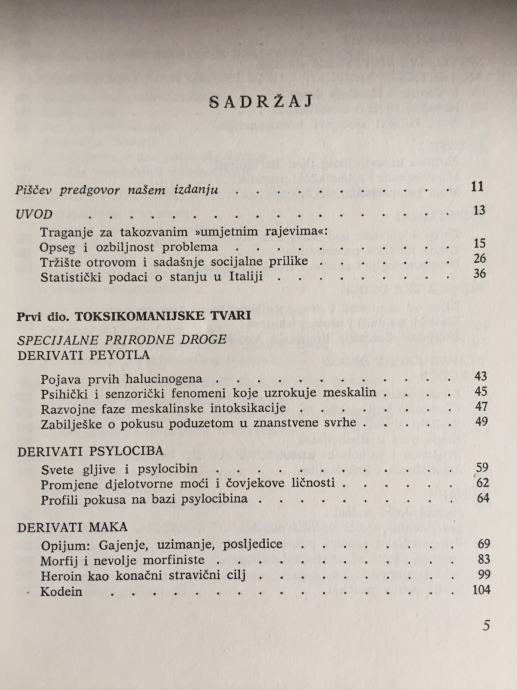 SADRŽAJ
Piščev predgovor našem izdanju . . . . . . . . . . . 11
UVOD . . . . . . . . . . . . . . . . 13
Traganje za takozvanim »umjetnim rajevima«:
Opseg i ozbiljnost problema . . . . . . . . . . 15
Tržište otrovom i sadašnje socijalne prilike . . . . . . . 26
Statistički podaci o stanju u Italiji . . . . . . . . . 36
Prvi dio. TOKSIKOMANIJSKE TVARI
SPECIJALNE PRIRODNE DROGE
DERIVATI PEYOTLA
Pojava prvih halucinogena . . . . . . . . . . . 43
Psihički i senzorički fenomeni koje uzrokuje meskalin . . . . 45
Razvojne faze meskalinske intoksikacije . . . . . . . . 47
Zabilješke o pokusu poduzetom u znanstvene svrhe . . . . . 49
DERIVATI PSYLOCIBA
Svete gljive i psylocibin . . . . . . . . . . . 59
Promjene djelotvorne moći i čovjekove ličnosti . . . . . . 62
Profili pokusa na bazi psylocibina . . . . . . . . . 64
DERIVATI MAKA
Opijum: Gajenje, uzimanje, posljedice . . . . . . . . 69
Morfij i nevolje morfiniste . . . . . . . . . . . 83
Heroin kao konačni stravični cilj . . . . . . . . . 99
Kodein . . . . . . . . . . . . . . . 104
5